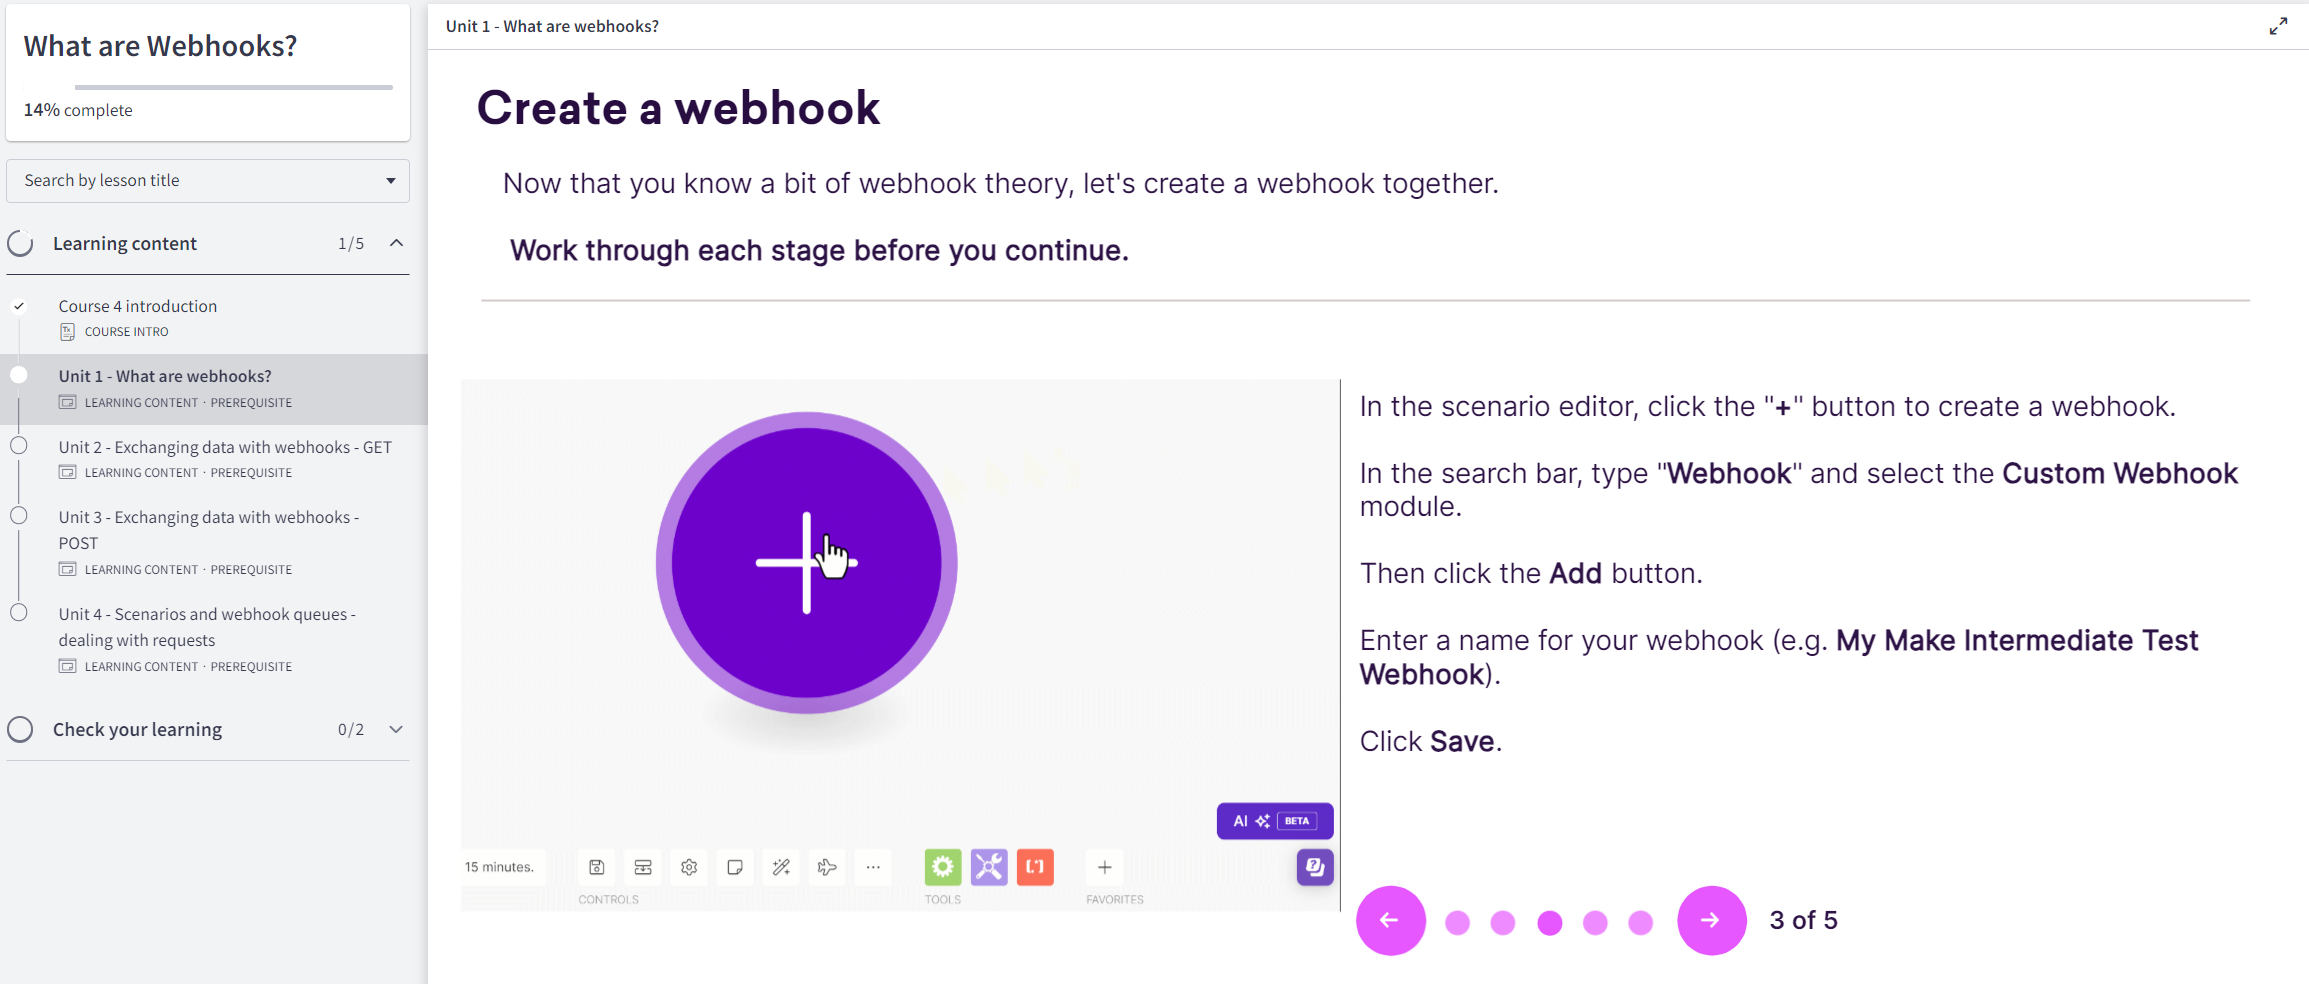 What are Webhooks?
14% complete
Search by lesson title
Learning content 1/5
Course 4 introduction
COURSE INTRO
Unit 1 - What are webhooks?
LEARNING CONTENT · PREREQUISITE
Unit 2 - Exchanging data with webhooks - GET
LEARNING CONTENT · PREREQUISITE
Unit 3 - Exchanging data with webhooks -
POST
LEARNING CONTENT · PREREQUISITE
Unit 4 - Scenarios and webhook queues -
dealing with requests
LEARNING CONTENT · PREREQUISITE
Check your learning 0/2
Unit 1 - What are webhooks?
Create a webhook
Now that you know a bit of webhook theory, let's create a webhook together.
Work through each stage before you continue.
AI BETA
15 minutes.
CONTROLS
TOOLS
FAVORITES
In the scenario editor, click the "+" button to create a webhook.
In the search bar, type "Webhook" and select the Custom Webhook
module.
Then click the Add button.
Enter a name for your webhook (e.g. My Make Intermediate Test
Webhook).
Click Save.
3 of 5